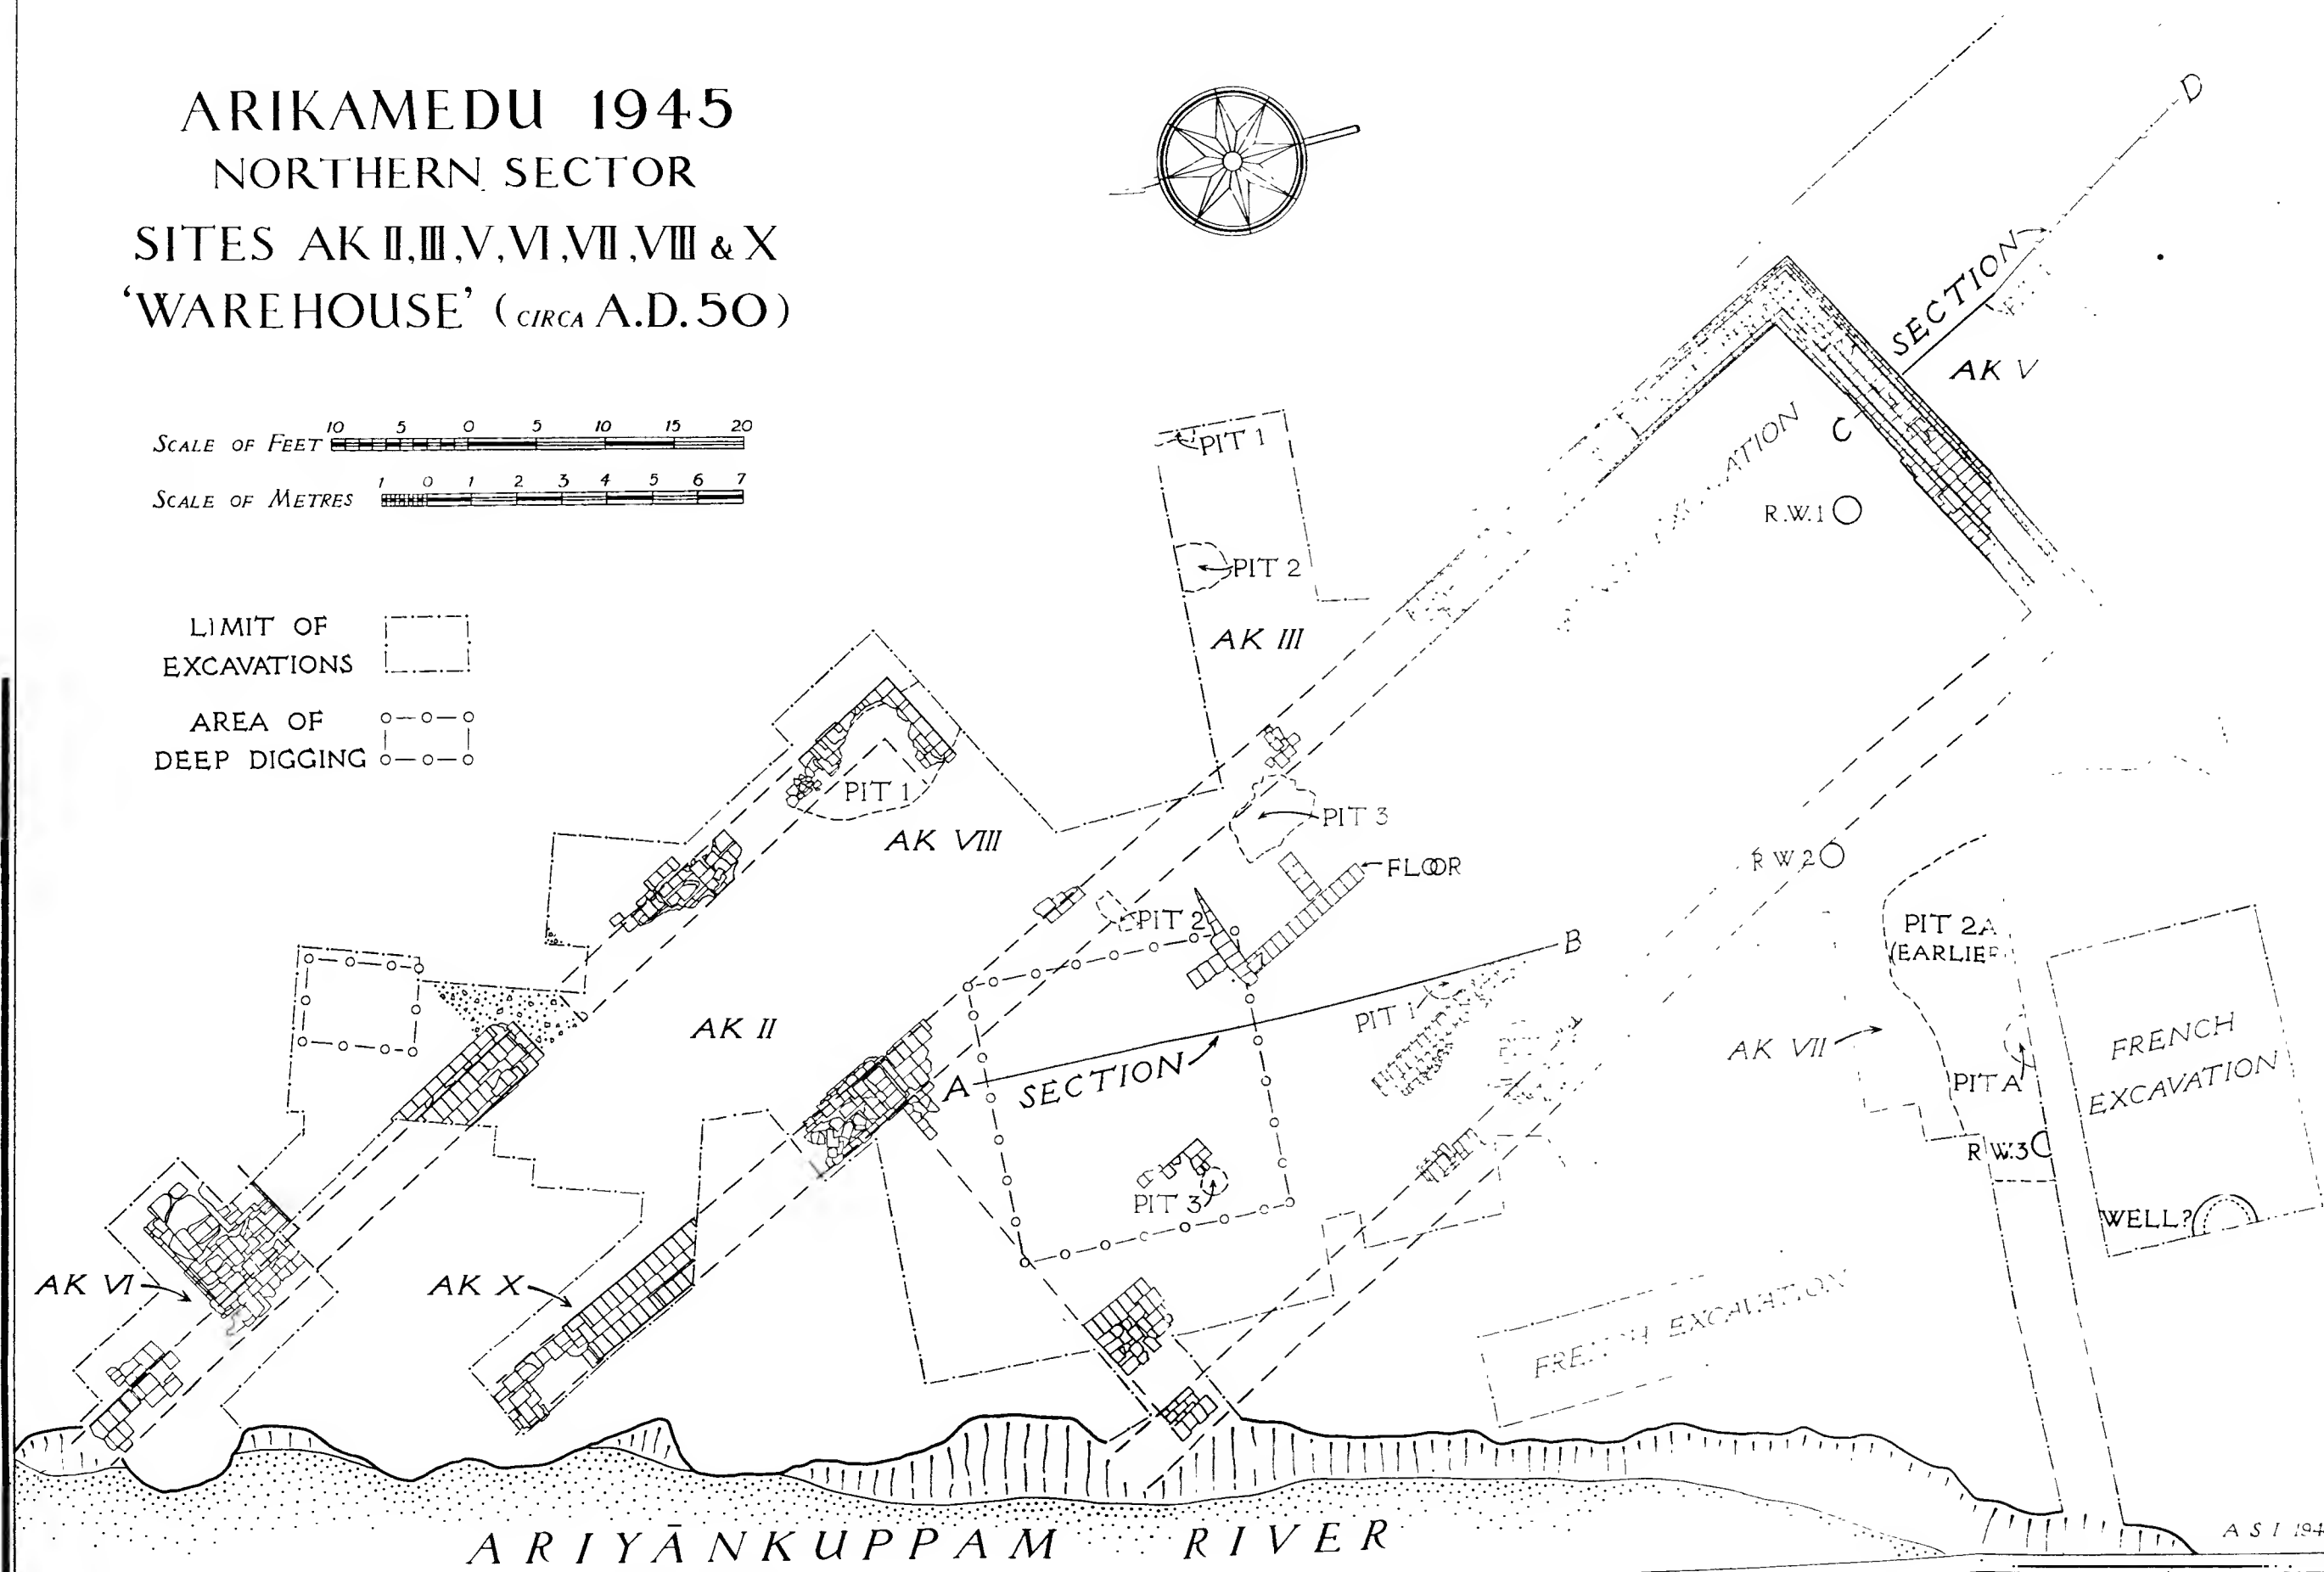 ARIKAMEDU 1945
NORTHERN SECTOR
SITES AK II, III, V, VI, VII, VIII & X
‘WAREHOUSE’ (CIRCA A.D. 50)
SCALE OF FEET
10 5 0 5 10 15 20
SCALE OF METRES
1 0 1 2 3 4 5 6 7
LIMIT OF
EXCAVATIONS
AREA OF
DEEP DIGGING
D
SECTION
AK V
C
R.W.1
PIT 1
PIT 2
AK III
PIT 1
AK VIII
PIT 3
FLOOR
PIT 2
R W 2
PIT 2A
(EARLIER
B
AK II
PIT 1
A
SECTION
AK VII
PIT A
FRENCH
EXCAVATION
R.W.3
PIT 3
WELL?
AK VI
AK X
EXCAVATION
ARIYĀNKUPPAM RIVER
A S I